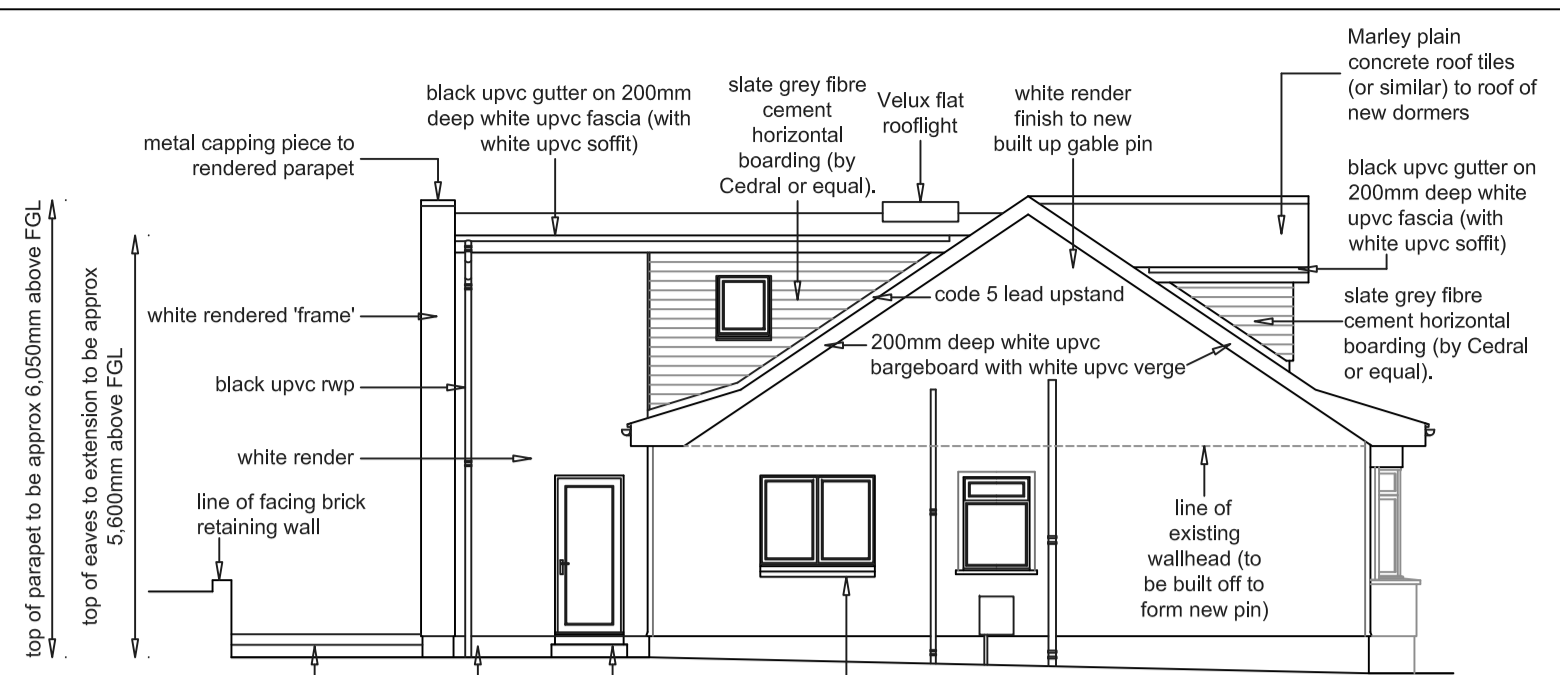 Marley plain
concrete roof tiles
(or similar) to roof of
new dormers
slate grey fibre
cement
horizontal
boarding (by
Cedral or equal).
Velux flat
rooflight
white render
finish to new
built up gable pin
black upvc gutter on 200mm
deep white upvc fascia (with
white upvc soffit)
metal capping piece to
rendered parapet
black upvc gutter on
200mm deep white
upvc fascia (with
white upvc soffit)
top of parapet to be approx 6,050mm above FGL
top of eaves to extension to be approx
5,600mm above FGL
white rendered 'frame'
code 5 lead upstand
slate grey fibre
cement horizontal
boarding (by Cedral
or equal).
200mm deep white upvc
bargeboard with white upvc verge
black upvc rwp
white render
line of facing brick
retaining wall
line of
existing
wallhead (to
be built off to
form new pin)